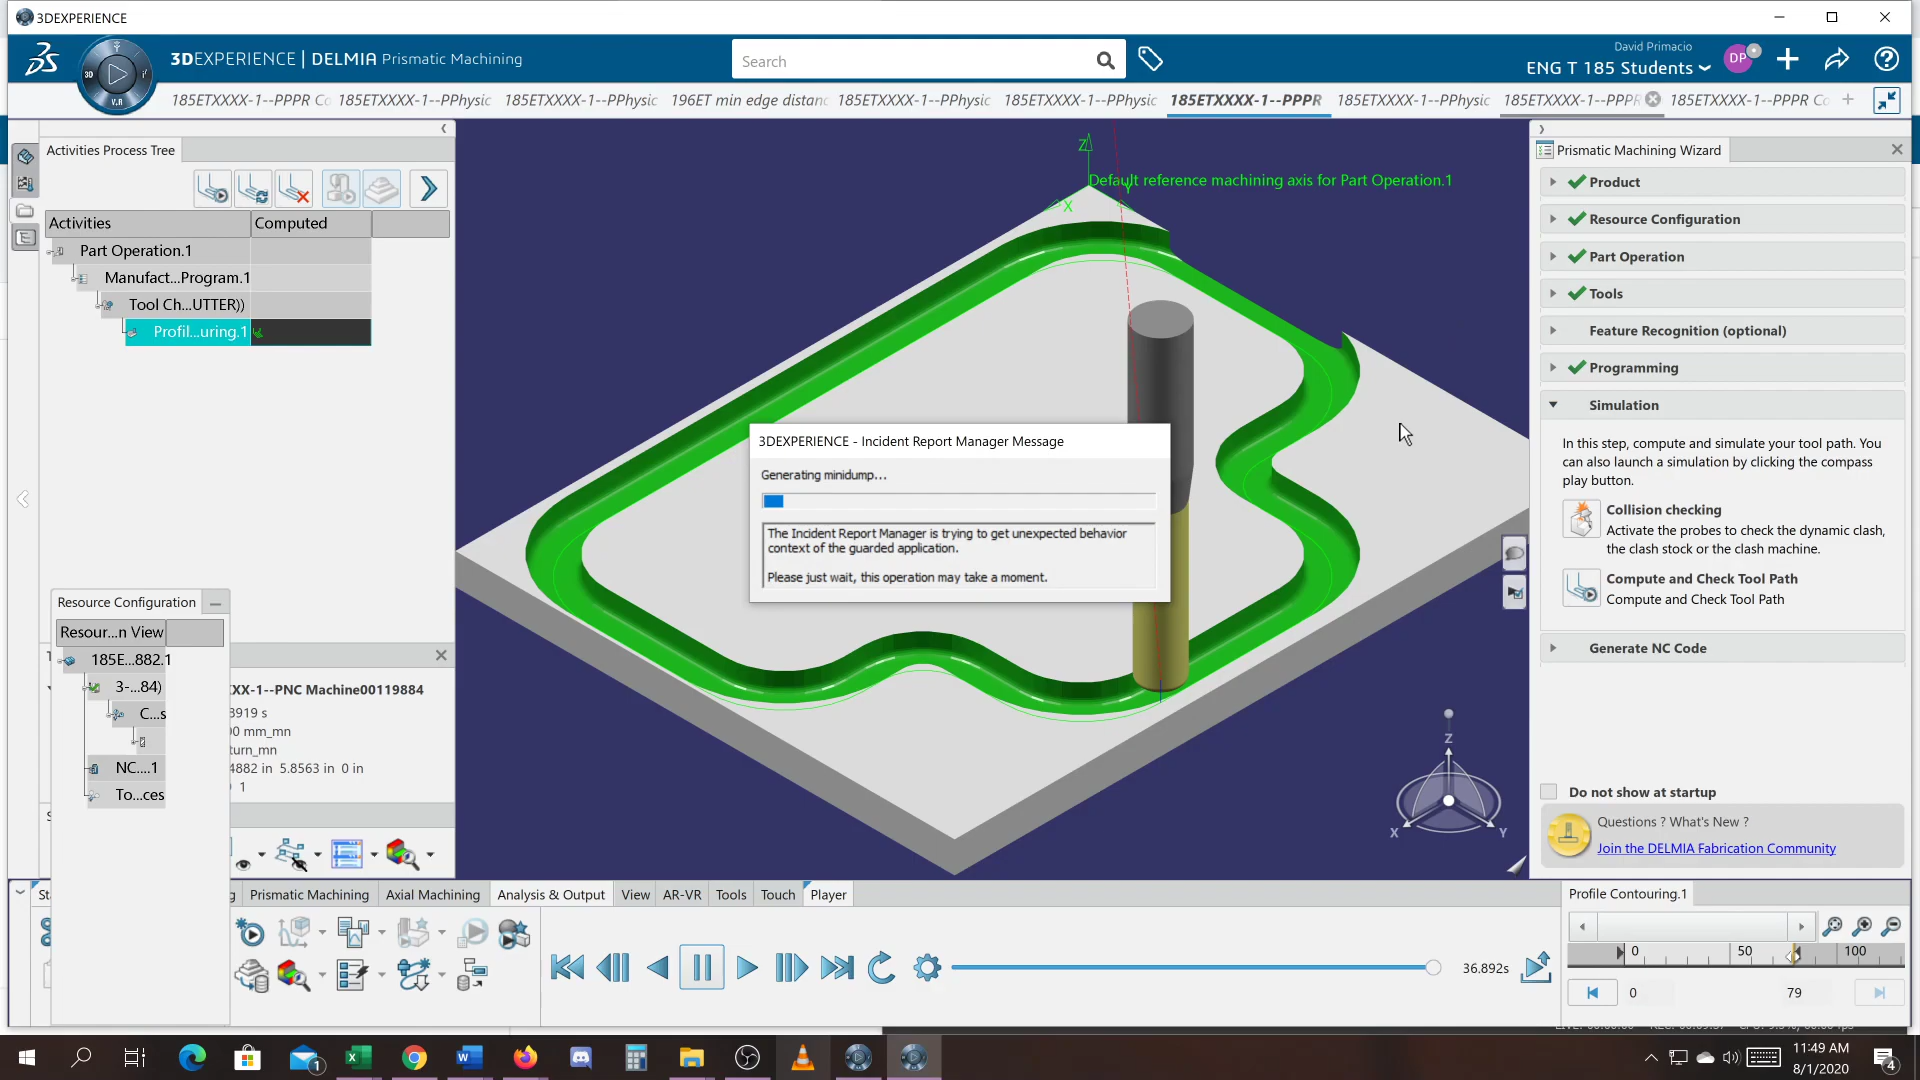 3DEXPERIENCE
3DEXPERIENCE | DELMIA Prismatic Machining
Search
David Primacio
ENG T 185 Students
DP
3D
V.R
185ETXXXX-1--PPPR Co
185ETXXXX-1--PPhysic
185ETXXXX-1--PPhysic
196ET min edge distanc
185ETXXXX-1--PPhysic
185ETXXXX-1--PPhysic
185ETXXXX-1--PPPR
185ETXXXX-1--PPhysic
185ETXXXX-1--PPPR
185ETXXXX-1--PPPR Co
Activities Process Tree
Activities
Computed
Part Operation.1
Manufact...Program.1
Tool Ch...UTTER))
Profil...uring.1
Z
Default reference machining axis for Part Operation.1
Y
X
Prismatic Machining Wizard
Product
Resource Configuration
Part Operation
Tools
Feature Recognition (optional)
Programming
Simulation
In this step, compute and simulate your tool path. You
can also launch a simulation by clicking the compass
play button.
Collision checking
Activate the probes to check the dynamic clash,
the clash stock or the clash machine.
Compute and Check Tool Path
Compute and Check Tool Path
Generate NC Code
Do not show at startup
Questions ? What's New ?
Join the DELMIA Fabrication Community
3DEXPERIENCE - Incident Report Manager Message
Generating minidump...
The Incident Report Manager is trying to get unexpected behavior
context of the guarded application.
Please just wait, this operation may take a moment.
Resource Configuration
Resour...n View
185E...882.1
3-...84)
C...s
NC....1
To...ces
XX-1--PNC Machine00119884
3919 s
00 mm_mn
turn_mn
4882 in 5.8563 in 0 in
1
Z
X
Y
Prismatic Machining
Axial Machining
Analysis & Output
View
AR-VR
Tools
Touch
Player
36.892s
Profile Contouring.1
0
50
100
0
79
1
11:49 AM
8/1/2020
4